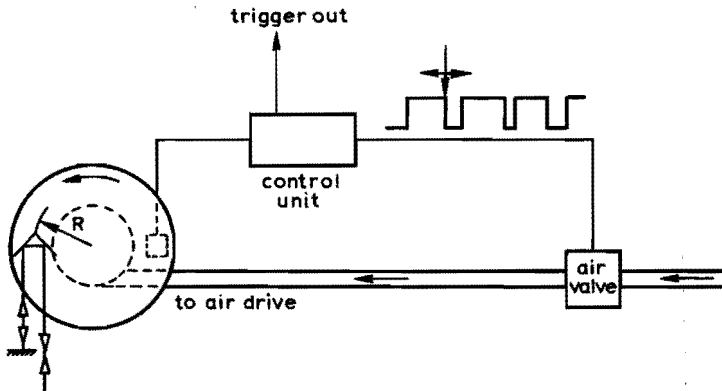 trigger out
control
unit
R
air
valve
to air drive